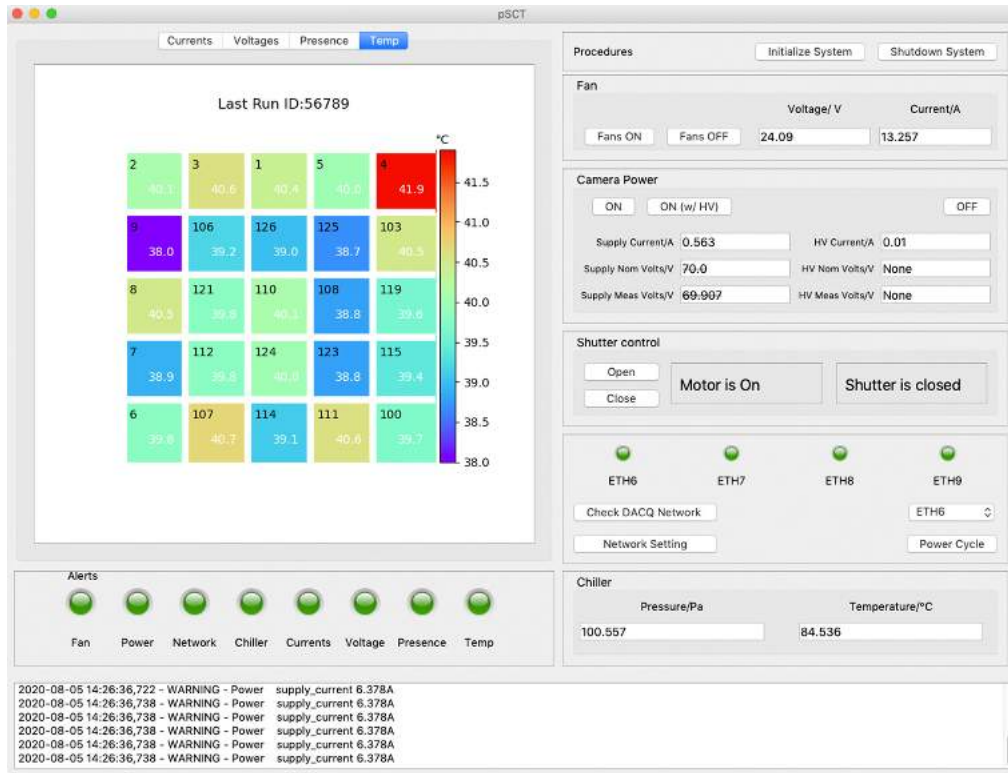 pSCT
Currents Voltages Presence Temp
Last Run ID:56789
°C
2 3 1 5 4
40.1 40.6 40.4 40.0 41.9
9 106 126 125 103
38.0 39.2 39.0 38.7 40.5
8 121 110 108 119
40.5 39.8 40.1 38.8 39.6
7 112 124 123 115
38.9 39.8 40.0 38.8 39.4
6 107 114 111 100
39.8 40.7 39.1 40.6 39.7
41.5
41.0
40.5
40.0
39.5
39.0
38.5
38.0
Procedures Initialize System Shutdown System
Fan
Voltage/ V Current/A
Fans ON Fans OFF 24.09 13.257
Camera Power
ON ON (w/ HV) OFF
Supply Current/A 0.563 HV Current/A 0.01
Supply Nom Volts/V 70.0 HV Nom Volts/V None
Supply Meas Volts/V 69.907 HV Meas Volts/V None
Shutter control
Open
Close
Motor is On Shutter is closed
ETH6 ETH7 ETH8 ETH9
Check DACQ Network ETH6
Network Setting Power Cycle
Alerts
Fan Power Network Chiller Currents Voltage Presence Temp
Chiller
Pressure/Pa Temperature/°C
100.557 84.536
2020-08-05 14:26:36,722 - WARNING - Power supply_current 6.378A
2020-08-05 14:26:36,738 - WARNING - Power supply_current 6.378A
2020-08-05 14:26:36,738 - WARNING - Power supply_current 6.378A
2020-08-05 14:26:36,738 - WARNING - Power supply_current 6.378A
2020-08-05 14:26:36,738 - WARNING - Power supply_current 6.378A
2020-08-05 14:26:36,738 - WARNING - Power supply_current 6.378A